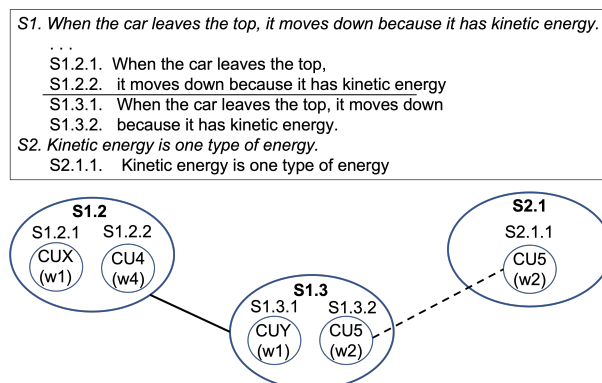 S1. When the car leaves the top, it moves down because it has kinetic energy.
. . .
S1.2.1. When the car leaves the top,
S1.2.2. it moves down because it has kinetic energy
S1.3.1. When the car leaves the top, it moves down
S1.3.2. because it has kinetic energy.
S2. Kinetic energy is one type of energy.
S2.1.1. Kinetic energy is one type of energy
S1.2
S1.2.1 S1.2.2
CUX CU4
(w1) (w4)
S2.1
S2.1.1
CU5
(w2)
S1.3
S1.3.1 S1.3.2
CUY CU5
(w1) (w2)